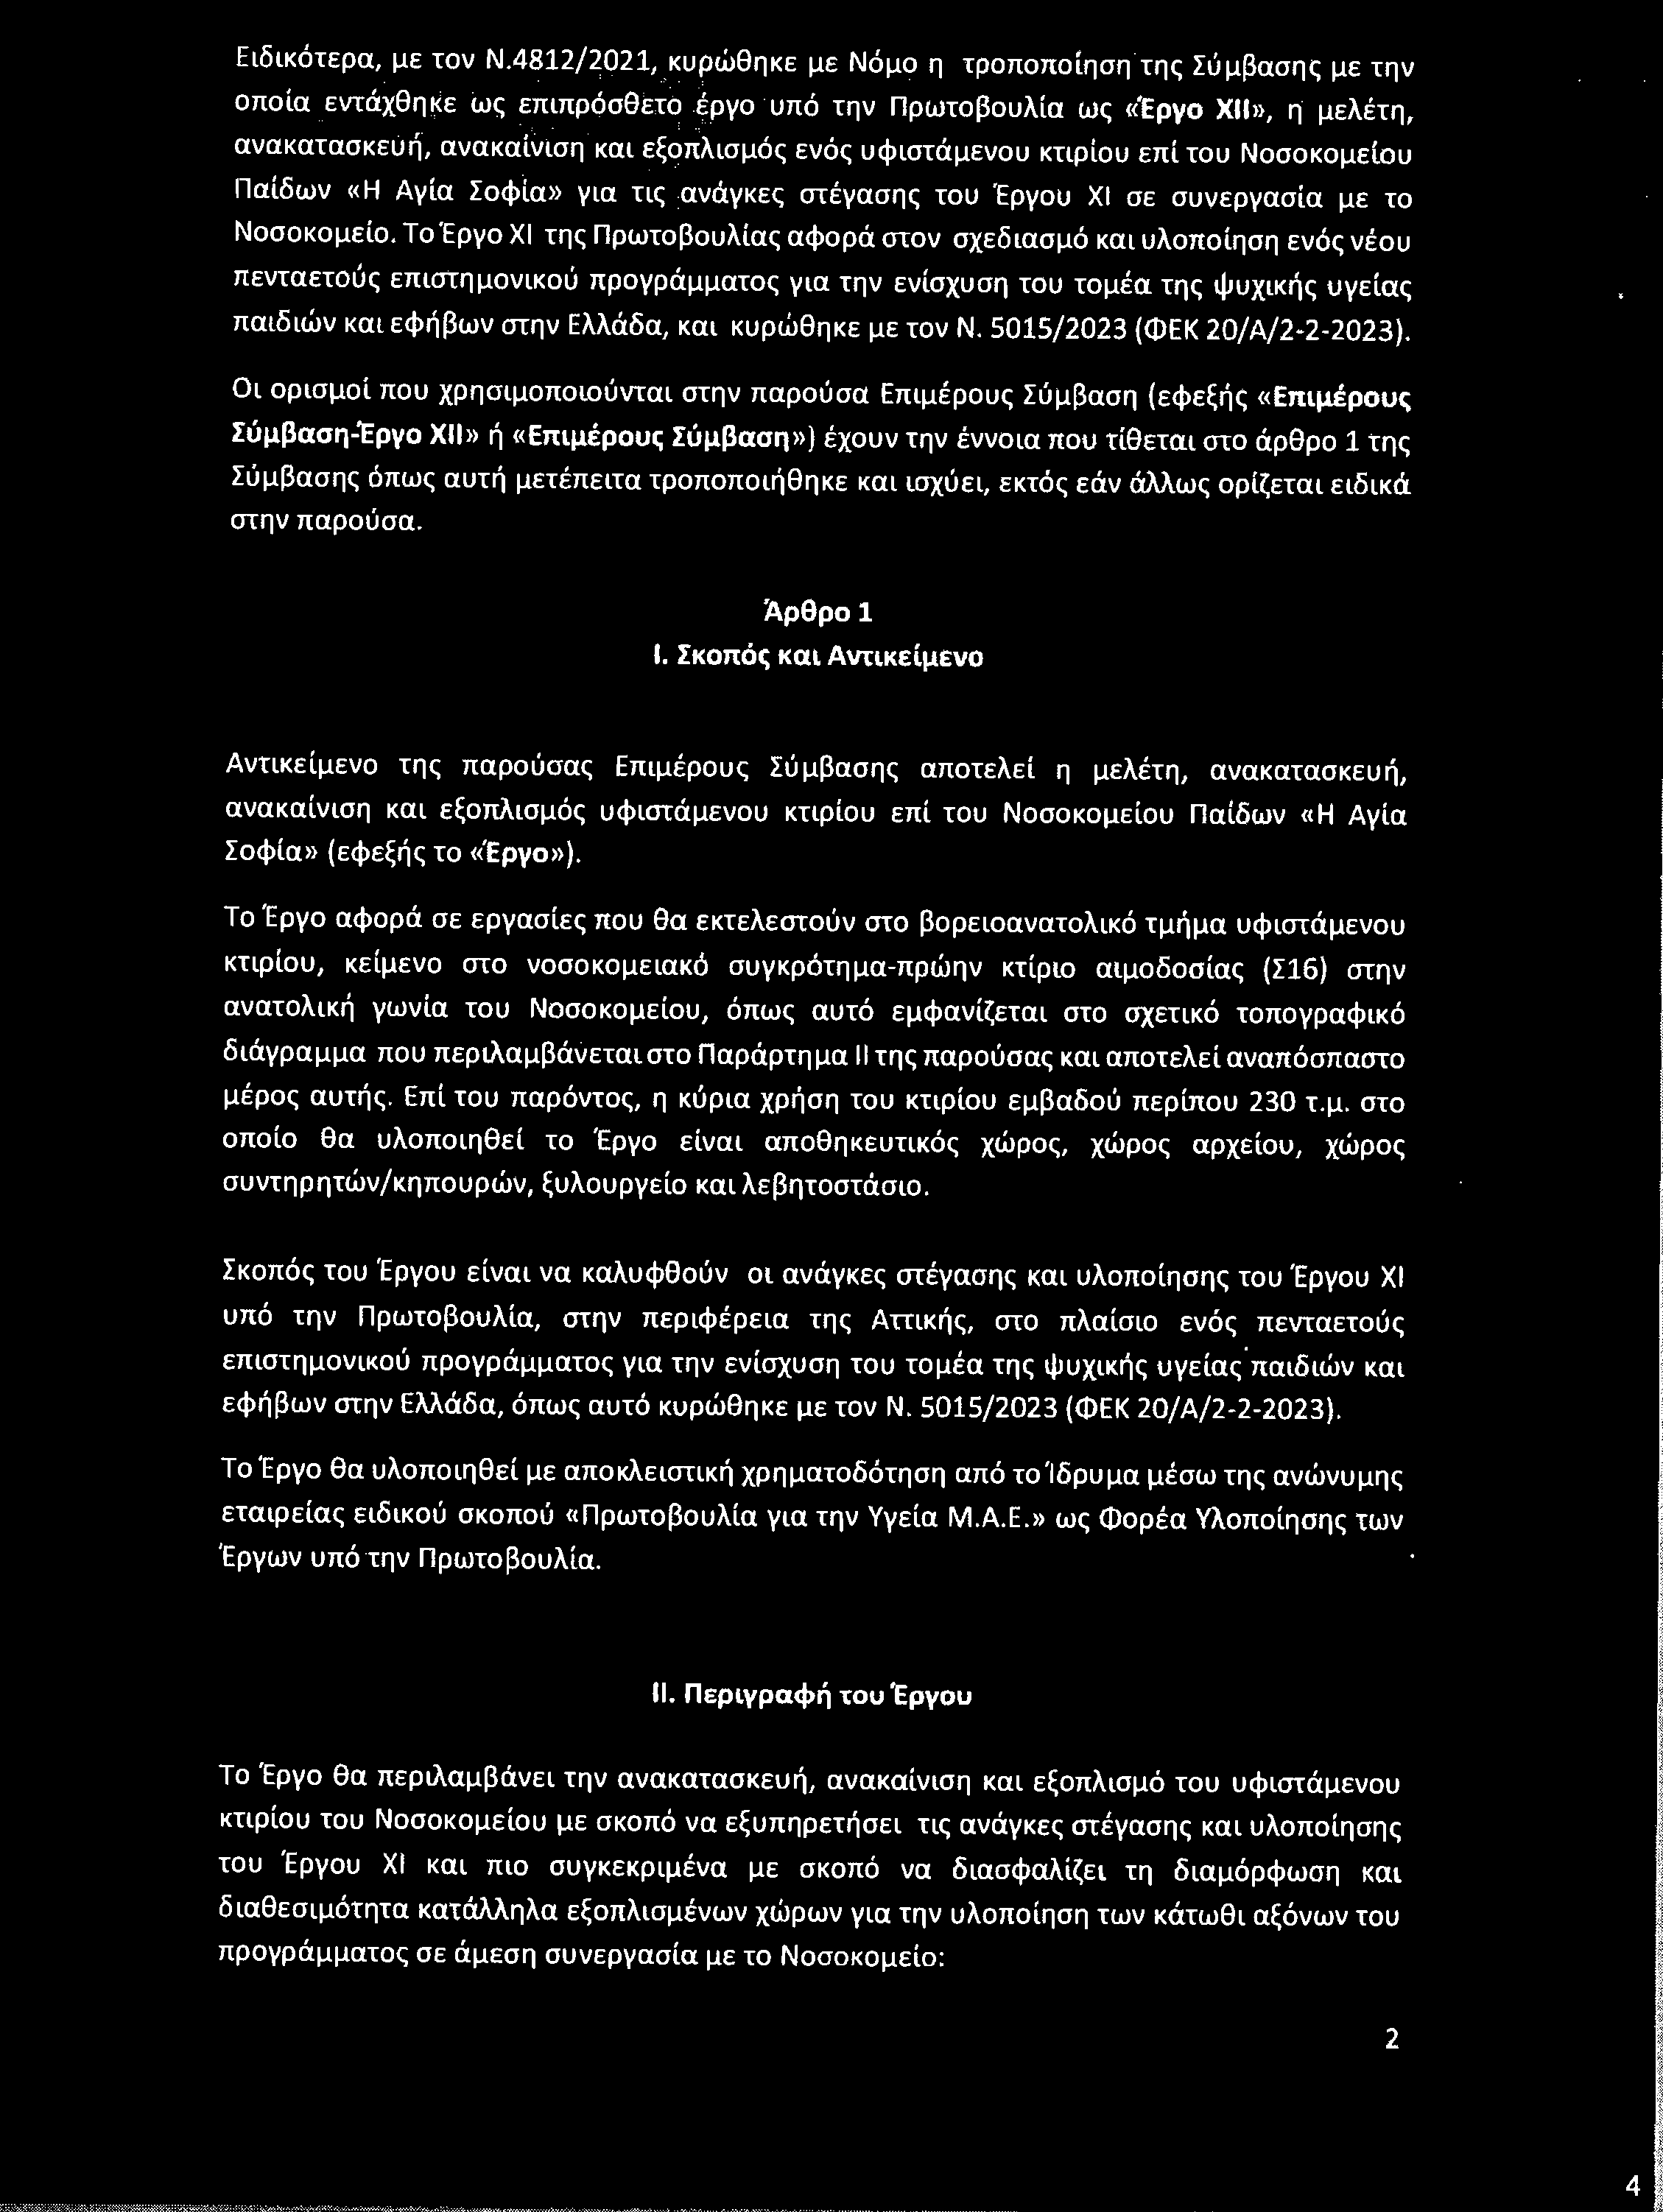 Ειδικότερα, με τον Ν.4812/2021, κυρώθηκε με Νόμο η τροποποίηση της Σύμβασης με την
οποία εντάχθηκε ως επιπρόσθετο έργο υπό την Πρωτοβουλία ως «Έργο ΧΙΙ», η μελέτη,
ανακατασκευή, ανακαίνιση και εξοπλισμός ενός υφιστάμενου κτιρίου επί του Νοσοκομείου
Παίδων «Η Αγία Σοφία» για τις ανάγκες στέγασης του Έργου ΧΙ σε συνεργασία με το
Νοσοκομείο. Το Έργο ΧΙ της Πρωτοβουλίας αφορά στον σχεδιασμό και υλοποίηση ενός νέου
πενταετούς επιστημονικού προγράμματος για την ενίσχυση του τομέα της ψυχικής υγείας
παιδιών και εφήβων στην Ελλάδα, και κυρώθηκε με τον Ν. 5015/2023 (ΦΕΚ 20/Α/2-2-2023).
Οι ορισμοί που χρησιμοποιούνται στην παρούσα Επιμέρους Σύμβαση (εφεξής «Επιμέρους
Σύμβαση-Έργο ΧΙΙ» ή «Επιμέρους Σύμβαση») έχουν την έννοια που τίθεται στο άρθρο 1 της
Σύμβασης όπως αυτή μετέπειτα τροποποιήθηκε και ισχύει, εκτός εάν άλλως ορίζεται ειδικά
στην παρούσα.
Άρθρο 1
Ι. Σκοπός και Αντικείμενο
Αντικείμενο της παρούσας Επιμέρους Σύμβασης αποτελεί η μελέτη, ανακατασκευή,
ανακαίνιση και εξοπλισμός υφιστάμενου κτιρίου επί του Νοσοκομείου Παίδων «Η Αγία
Σοφία» (εφεξής το «Έργο»).
Το Έργο αφορά σε εργασίες που θα εκτελεστούν στο βορειοανατολικό τμήμα υφιστάμενου
κτιρίου, κείμενο στο νοσοκομειακό συγκρότημα-πρώην κτίριο αιμοδοσίας (Σ16) στην
ανατολική γωνία του Νοσοκομείου, όπως αυτό εμφανίζεται στο σχετικό τοπογραφικό
διάγραμμα που περιλαμβάνεται στο Παράρτημα ΙΙ της παρούσας και αποτελεί αναπόσπαστο
μέρος αυτής. Επί του παρόντος, η κύρια χρήση του κτιρίου εμβαδού περίπου 230 τ.μ. στο
οποίο θα υλοποιηθεί το Έργο είναι αποθηκευτικός χώρος, χώρος αρχείου, χώρος
συντηρητών/κηπουρών, ξυλουργείο και λεβητοστάσιο.
Σκοπός του Έργου είναι να καλυφθούν οι ανάγκες στέγασης και υλοποίησης του Έργου ΧΙ
υπό την Πρωτοβουλία, στην περιφέρεια της Αττικής, στο πλαίσιο ενός πενταετούς
επιστημονικού προγράμματος για την ενίσχυση του τομέα της ψυχικής υγείας παιδιών και
εφήβων στην Ελλάδα, όπως αυτό κυρώθηκε με τον Ν. 5015/2023 (ΦΕΚ 20/Α/2-2-2023).
Το Έργο θα υλοποιηθεί με αποκλειστική χρηματοδότηση από το Ίδρυμα μέσω της ανώνυμης
εταιρείας ειδικού σκοπού «Πρωτοβουλία για την Υγεία Μ.Α.Ε.» ως Φορέα Υλοποίησης των
Έργων υπό την Πρωτοβουλία.
ΙΙ. Περιγραφή του Έργου
Το Έργο θα περιλαμβάνει την ανακατασκευή, ανακαίνιση και εξοπλισμό του υφιστάμενου
κτιρίου του Νοσοκομείου με σκοπό να εξυπηρετήσει τις ανάγκες στέγασης και υλοποίησης
του Έργου ΧΙ και πιο συγκεκριμένα με σκοπό να διασφαλίζει τη διαμόρφωση και
διαθεσιμότητα κατάλληλα εξοπλισμένων χώρων για την υλοποίηση των κάτωθι αξόνων του
προγράμματος σε άμεση συνεργασία με το Νοσοκομείο:
2
4